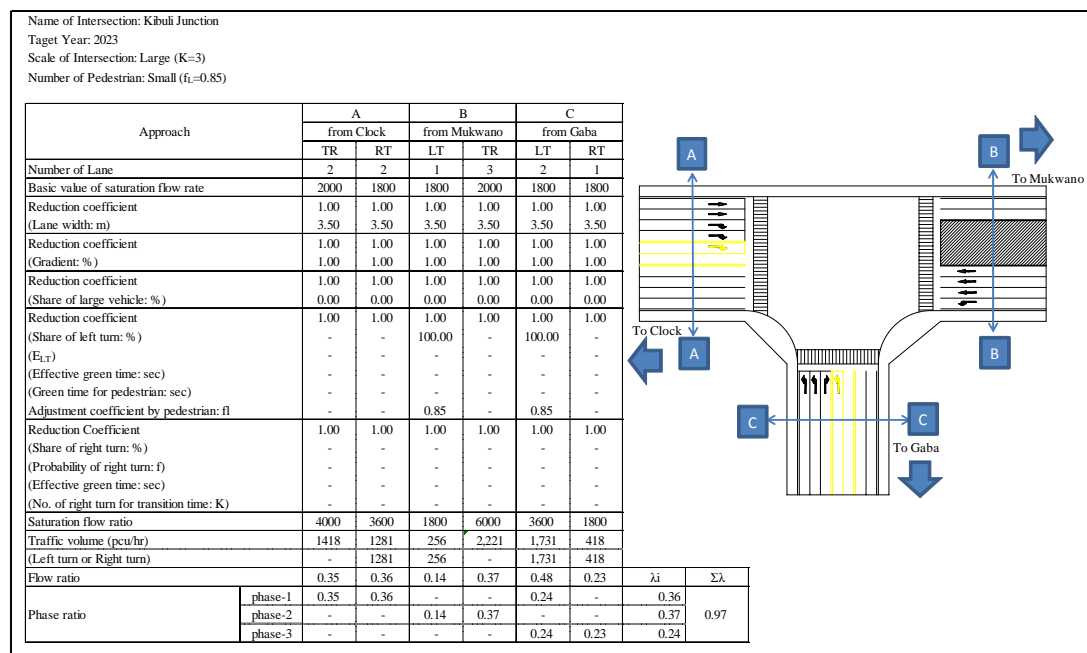 Name of Intersection: Kibuli Junction
Taget Year: 2023
Scale of Intersection: Large (K=3)
Number of Pedestrian: Small (fL=0.85)
A B C
Approach from Clock from Mukwano from Gaba
TR RT LT TR LT RT
Number of Lane 2 2 1 3 2 1
Basic value of saturation flow rate 2000 1800 1800 2000 1800 1800
Reduction coefficient 1.00 1.00 1.00 1.00 1.00 1.00
(Lane width: m) 3.50 3.50 3.50 3.50 3.50 3.50
Reduction coefficient 1.00 1.00 1.00 1.00 1.00 1.00
(Gradient: %) 1.00 1.00 1.00 1.00 1.00 1.00
Reduction coefficient 1.00 1.00 1.00 1.00 1.00 1.00
(Share of large vehicle: %) 0.00 0.00 0.00 0.00 0.00 0.00
Reduction coefficient 1.00 1.00 1.00 1.00 1.00 1.00
(Share of left turn: %) - - 100.00 - 100.00 -
(ELT) - - - - - -
(Effective green time: sec) - - - - - -
(Green time for pedestrian: sec) - - - - - -
Adjustment coefficient by pedestrian: fl - - 0.85 - 0.85 -
Reduction Coefficient 1.00 1.00 1.00 1.00 1.00 1.00
(Share of right turn: %) - - - - - -
(Probability of right turn: f) - - - - - -
(Effective green time: sec) - - - - - -
(No. of right turn for transition time: K) - - - - - -
Saturation flow ratio 4000 3600 1800 6000 3600 1800
Traffic volume (pcu/hr) 1418 1281 256 2,221 1,731 418
(Left turn or Right turn) - 1281 256 - 1,731 418
Flow ratio 0.35 0.36 0.14 0.37 0.48 0.23 λi Σλ
Phase ratio phase-1 0.35 0.36 - - 0.24 - 0.36 0.97
phase-2 - - 0.14 0.37 - - 0.37
phase-3 - - - - 0.24 0.23 0.24
A
B
To Mukwano
To Clock
A
B
C
C
To Gaba